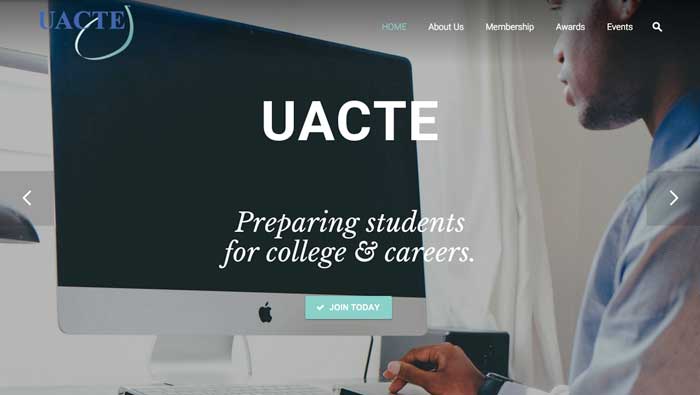 UACTE
HOME About Us Membership Awards Events
UACTE
Preparing students
for college & careers.
JOIN TODAY